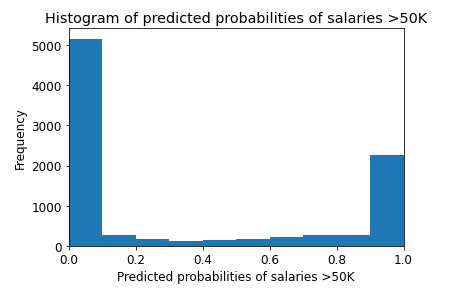 Histogram of predicted probabilities of salaries >50K
5000
4000
3000
2000
1000
0
Frequency
0.0 0.2 0.4 0.6 0.8 1.0
Predicted probabilities of salaries >50K